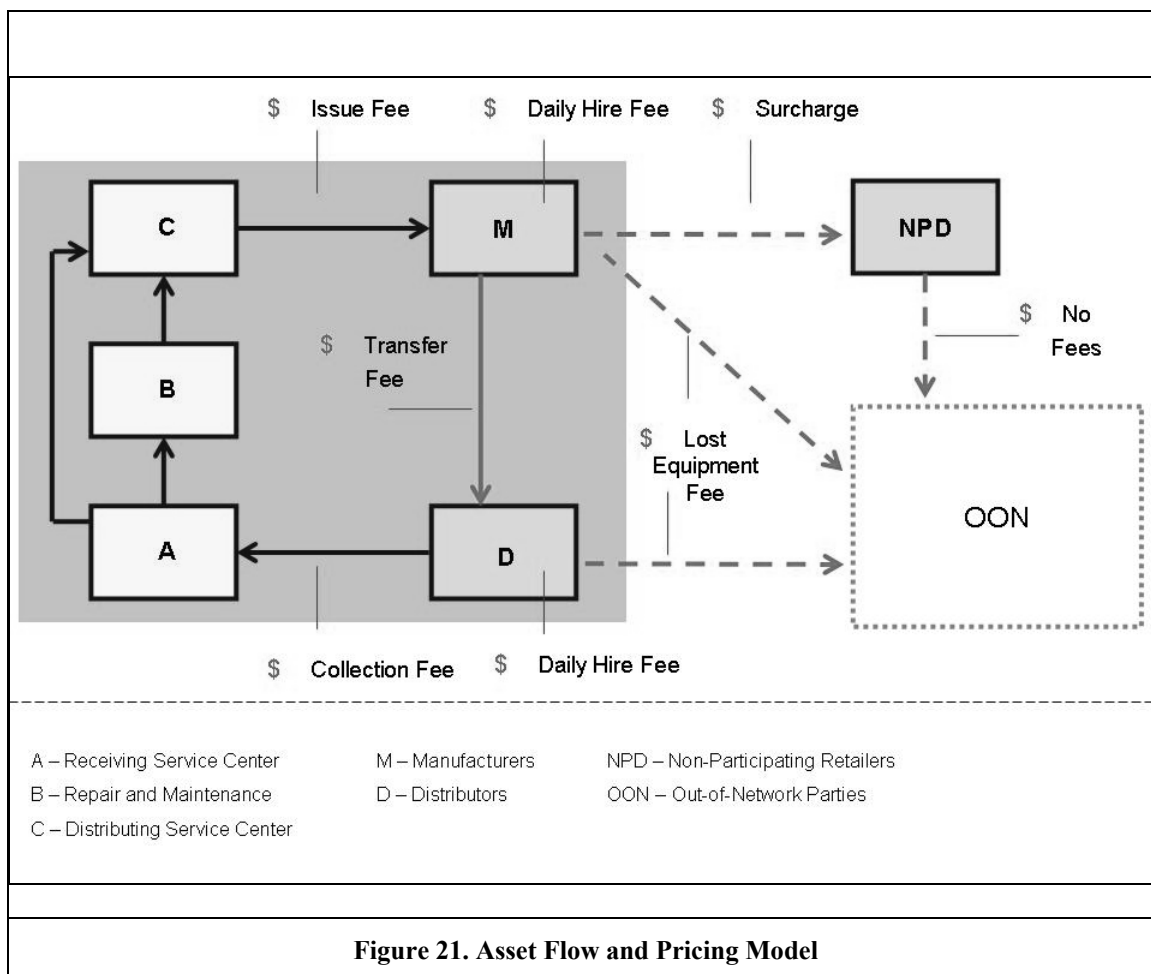 $ Issue Fee
$ Daily Hire Fee
$ Surcharge
C
M
NPD
$ Transfer
Fee
$ No
Fees
B
$ Lost
Equipment
Fee
OON
A
D
$ Collection Fee
$ Daily Hire Fee
A – Receiving Service Center
B – Repair and Maintenance
C – Distributing Service Center
M – Manufacturers
D – Distributors
NPD – Non-Participating Retailers
OON – Out-of-Network Parties
Figure 21. Asset Flow and Pricing Model